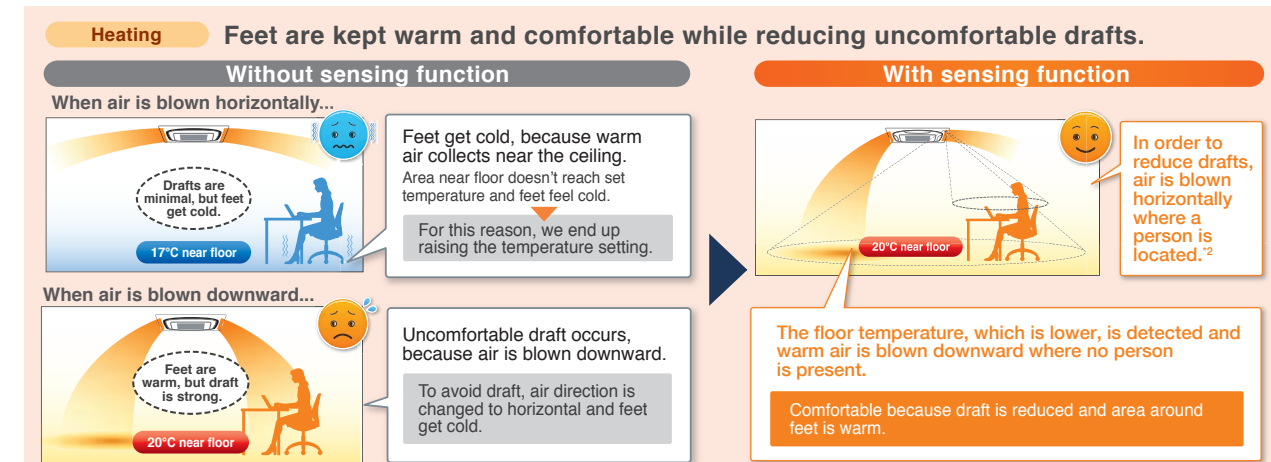 Heating
Feet are kept warm and comfortable while reducing uncomfortable drafts.
Without sensing function
When air is blown horizontally...
Drafts are
minimal, but feet
get cold.
17°C near floor
Feet get cold, because warm
air collects near the ceiling.
Area near floor doesn't reach set
temperature and feet feel cold.
For this reason, we end up
raising the temperature setting.
When air is blown downward...
Feet are
warm, but draft
is strong.
20°C near floor
Uncomfortable draft occurs,
because air is blown downward.
To avoid draft, air direction is
changed to horizontal and feet
get cold.
With sensing function
20°C near floor
In order to
reduce drafts,
air is blown
horizontally
where a
person is
located.*2
The floor temperature, which is lower, is detected and
warm air is blown downward where no person
is present.
Comfortable because draft is reduced and area around
feet is warm.